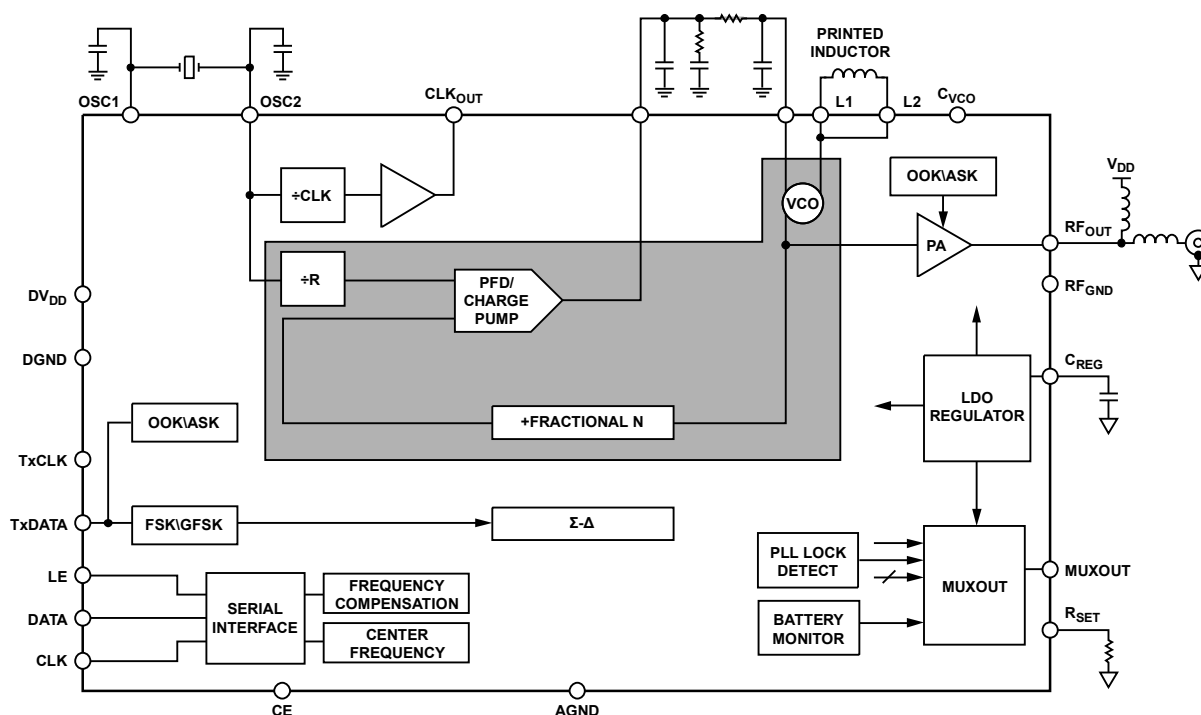 PRINTED
INDUCTOR
OSC1
OSC2
CLKOUT
L1
L2
CVCO
÷CLK
VCO
OOK\ASK
VDD
PA
RFOUT
÷R
PFD/
CHARGE
PUMP
RFGND
DVDD
DGND
CREG
LDO
REGULATOR
+FRACTIONAL N
OOK\ASK
TxCLK
TxDATA
FSK\GFSK
Σ-Δ
PLL LOCK
DETECT
MUXOUT
MUXOUT
LE
DATA
CLK
SERIAL
INTERFACE
FREQUENCY
COMPENSATION
CENTER
FREQUENCY
BATTERY
MONITOR
RSET
CE
AGND